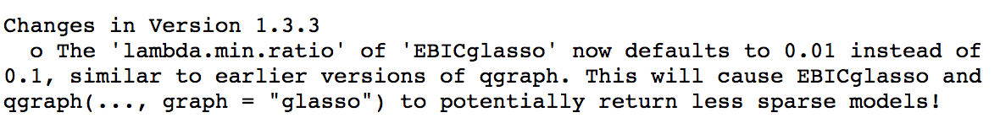 Changes in Version 1.3.3
o The 'lambda.min.ratio' of 'EBICglasso' now defaults to 0.01 instead of
0.1, similar to earlier versions of qgraph. This will cause EBICglasso and
qgraph(..., graph = "glasso") to potentially return less sparse models!